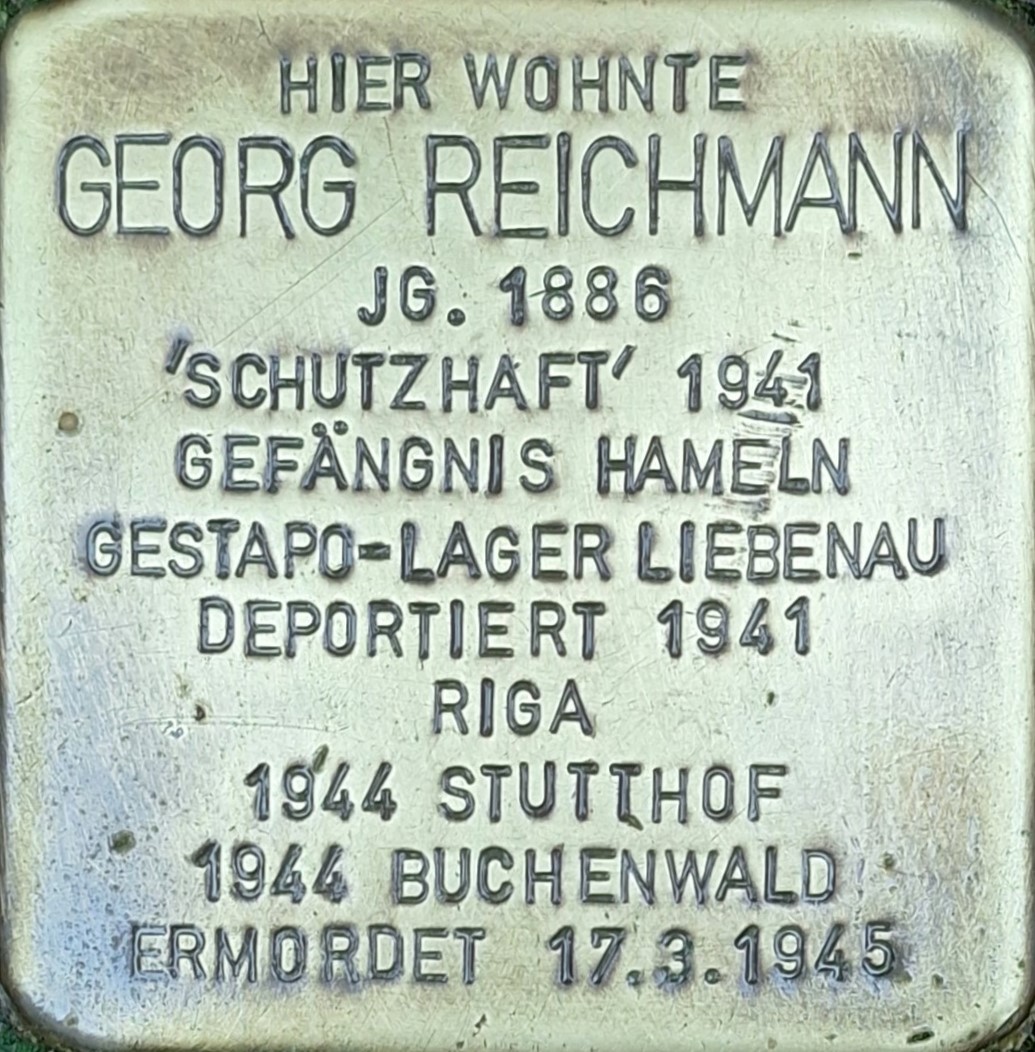 HIER WOHNTE
GEORG REICHMANN
JG. 1886
'SCHUTZHAFT' 1941
GEFÄNGNIS HAMELN
GESTAPO-LAGER LIEBENAU
DEPORTIERT 1941
RIGA
1944 STUTTHOF
1944 BUCHENWALD
ERMORDET 17.3.1945